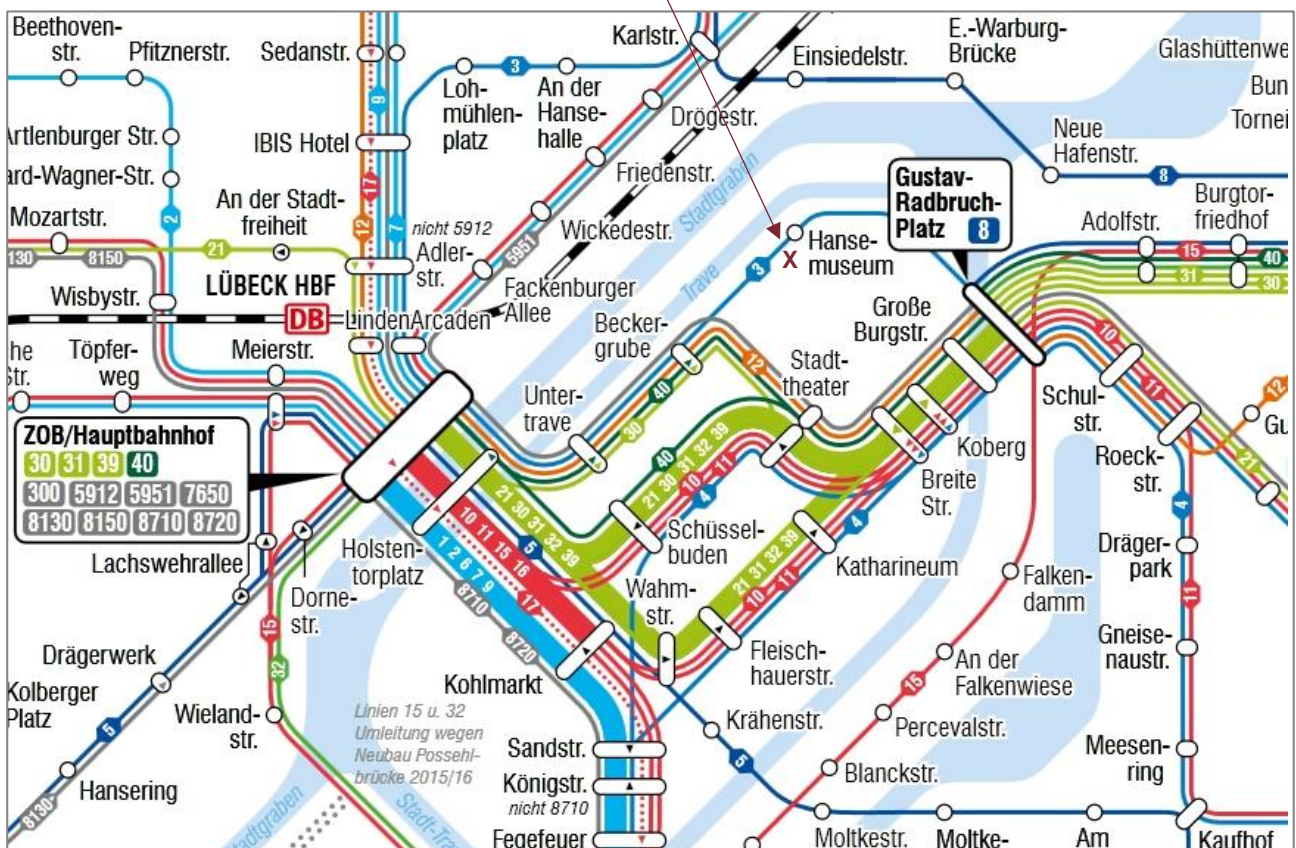 Beethoven-
str.
Pfitznerstr.
Sedanstr.
Karlstr.
Einsiedelstr.
E.-Warburg-
Brücke
Glashüttenwe
Bun
Tornei
9
3
Loh-
mühlen-
platz
An der
Hanse-
halle
Drögestr.
Neue
Hafenstr.
8
Artlenburger Str.
ard-Wagner-Str.
Mozartstr.
IBIS Hotel
17
12
7
2
An der Stadt-
freiheit
nicht 5912
Adler-
str.
Friedenstr.
Wickedestr.
5951
Stadtgraben
Trave
Gustav-
Radbruch-
Platz 8
Hanse-
museum
X
3
Adolfstr.
Burgtor-
friedhof
15
40
31
30
130
8150
21
Wisbystr.
LÜBECK HBF
DB
LindenArcaden
Fackenburger
Allee
he
Str.
Töpfer-
weg
Meierstr.
Becker-
grube
Große
Burgstr.
Stadt-
theater
12
40
30
Unter-
trave
10
11
Schul-
str.
12
Gu
ZOB/Hauptbahnhof
30 31 39 40
300 5912 5951 7650
8130 8150 8710 8720
Koberg
Breite
Str.
Roeck-
str.
21
40
21 30 31 32 39
10 11
4
21 30 31 32 39
5
10 11 15 16
1 2 6 7 9
17
8710
8720
Schüssel-
buden
Holsten-
torplatz
Lachswehrallee
Dorne-
str.
Wahm-
str.
21 31 32 39
10 11
4
Katharineum
4
Dräger-
park
11
Falken-
damm
15
32
Fleisch-
hauerstr.
Gneise-
naustr.
Drägerwerk
Kolberger
Platz
5
Wieland-
str.
Kohlmarkt
An der
Falkenwiese
15
Percevalstr.
Krähenstr.
5
Linien 15 u. 32
Umleitung wegen
Neubau Possehl-
brücke 2015/16
Sandstr.
Königstr.
nicht 8710
Fegefeuer
Blanckstr.
Meesen-
ring
Hansering
8130
Stadtgraben
Stadt-Tra
Moltkestr.
Moltke-
Am
Kaufhof